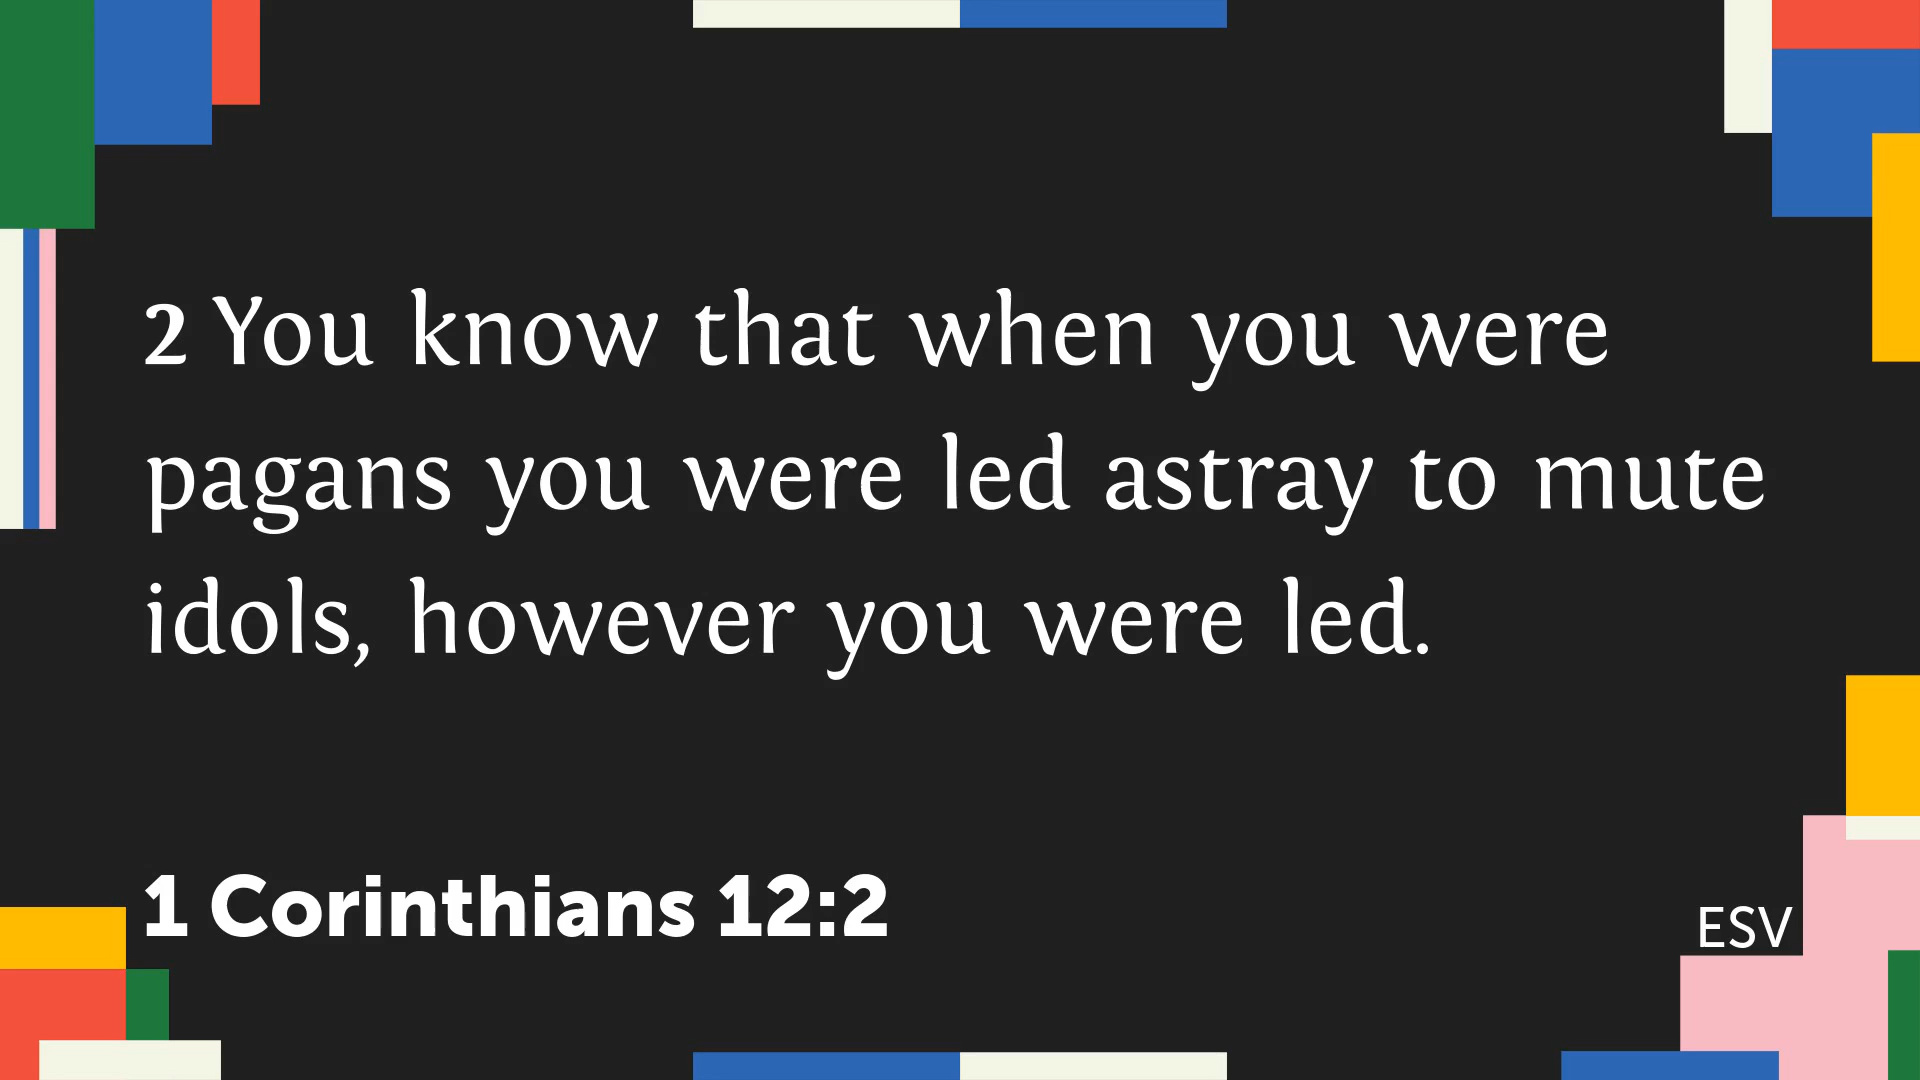 2 You know that when you were
pagans you were led astray to mute
idols, however you were led.
1 Corinthians 12:2
ESV